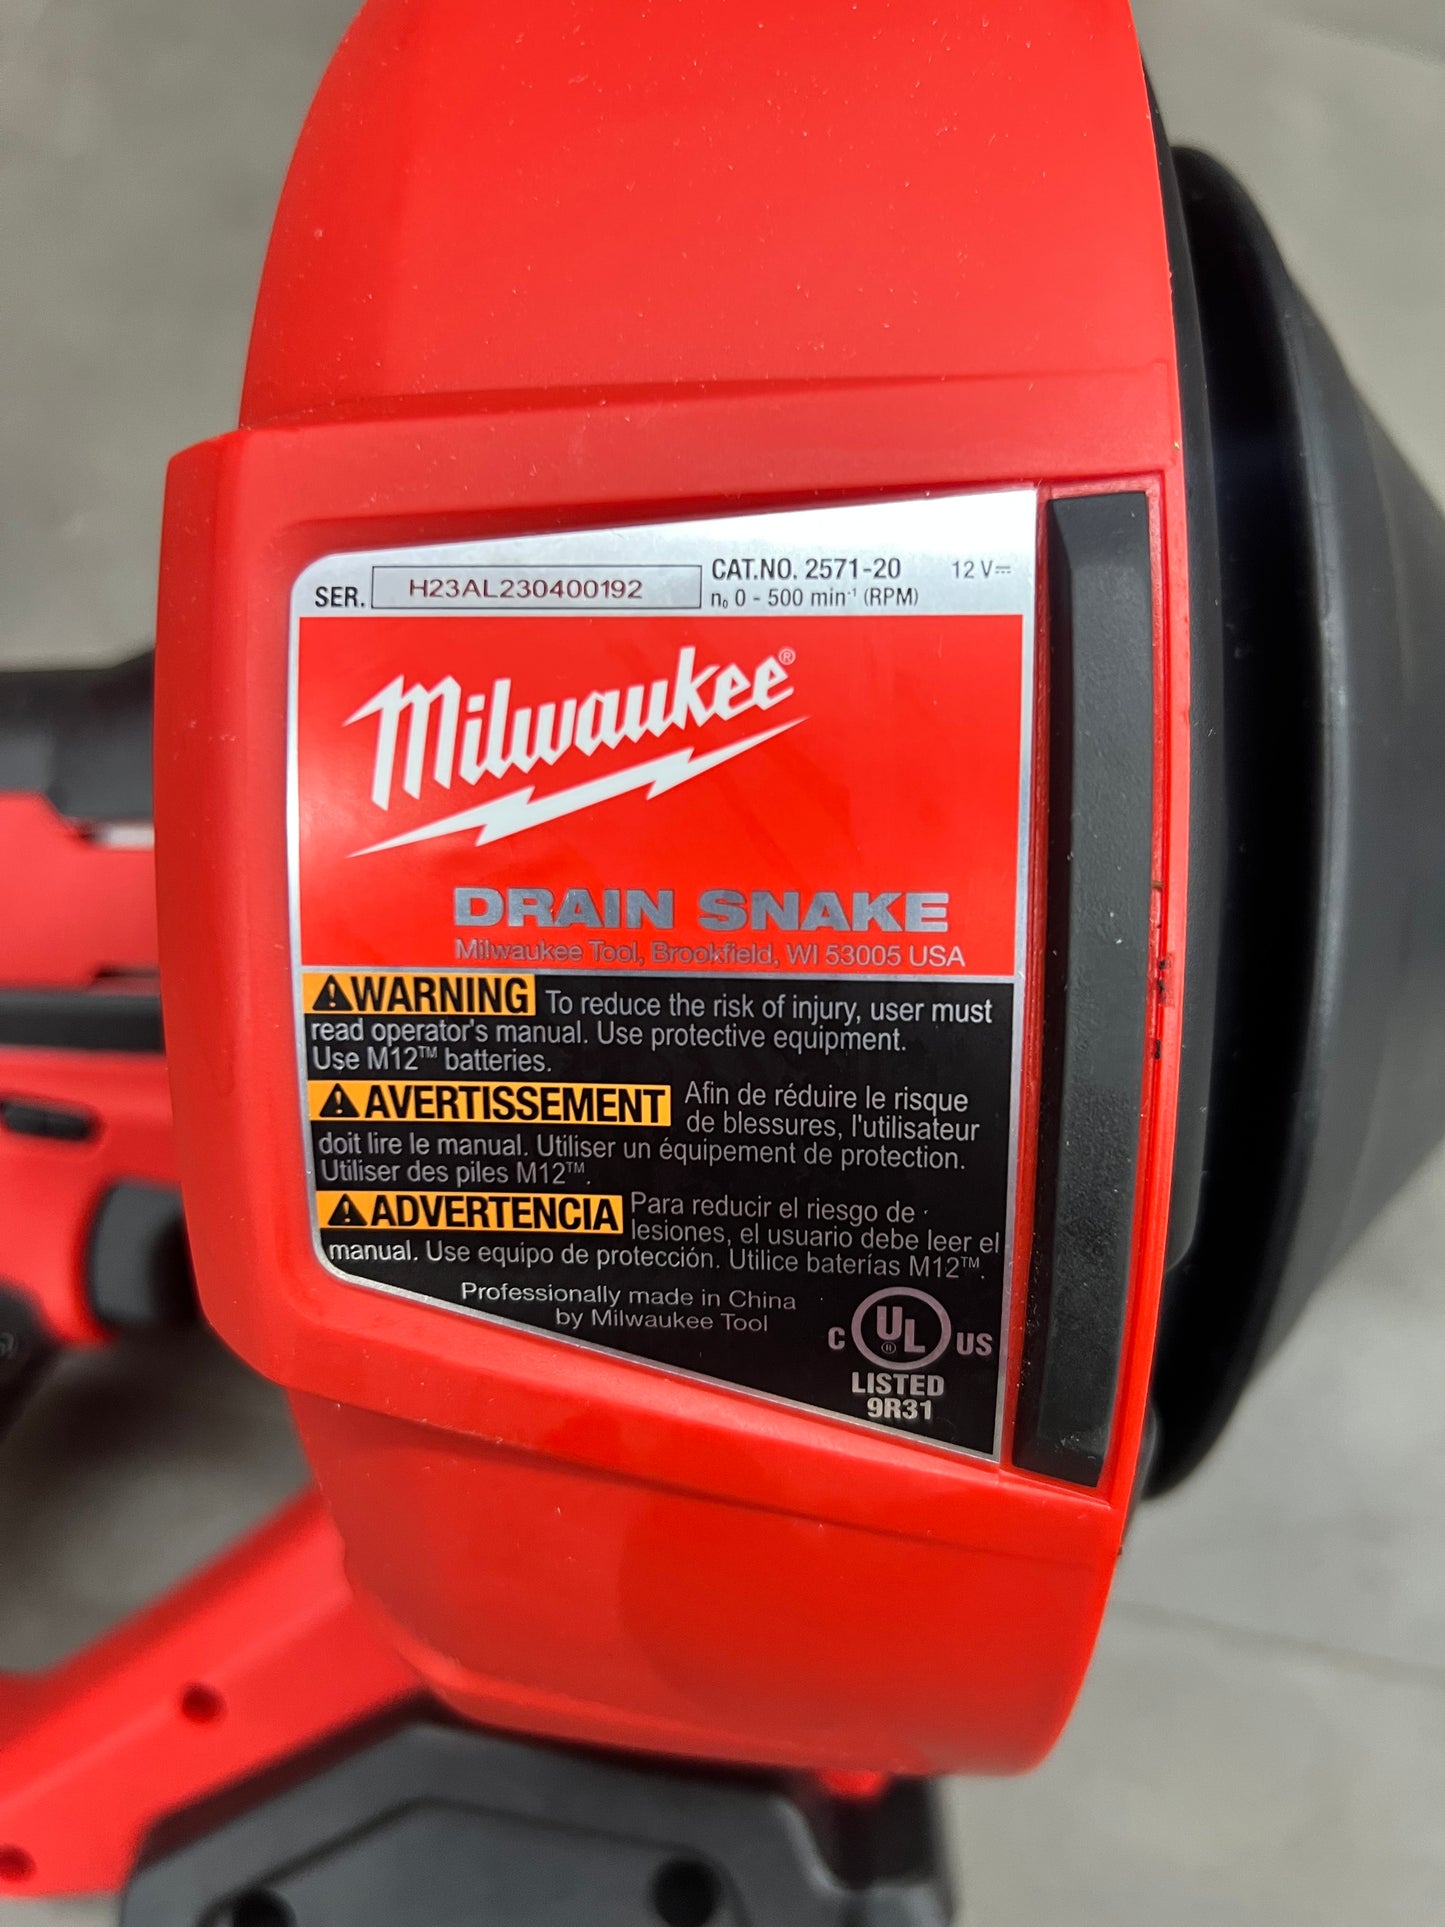 SER. H23AL230400192 CAT.NO. 2571-20 12 V⎓
n₀ 0 - 500 min⁻¹ (RPM)
Milwaukee®
DRAIN SNAKE
Milwaukee Tool, Brookfield, WI 53005 USA
⚠WARNING To reduce the risk of injury, user must
read operator's manual. Use protective equipment.
Use M12™ batteries.
⚠AVERTISSEMENT Afin de réduire le risque
de blessures, l'utilisateur
doit lire le manual. Utiliser un équipement de protection.
Utiliser des piles M12™.
⚠ADVERTENCIA Para reducir el riesgo de
lesiones, el usuario debe leer el
manual. Use equipo de protección. Utilice baterías M12™.
Professionally made in China
by Milwaukee Tool
C UL® US
LISTED
9R31